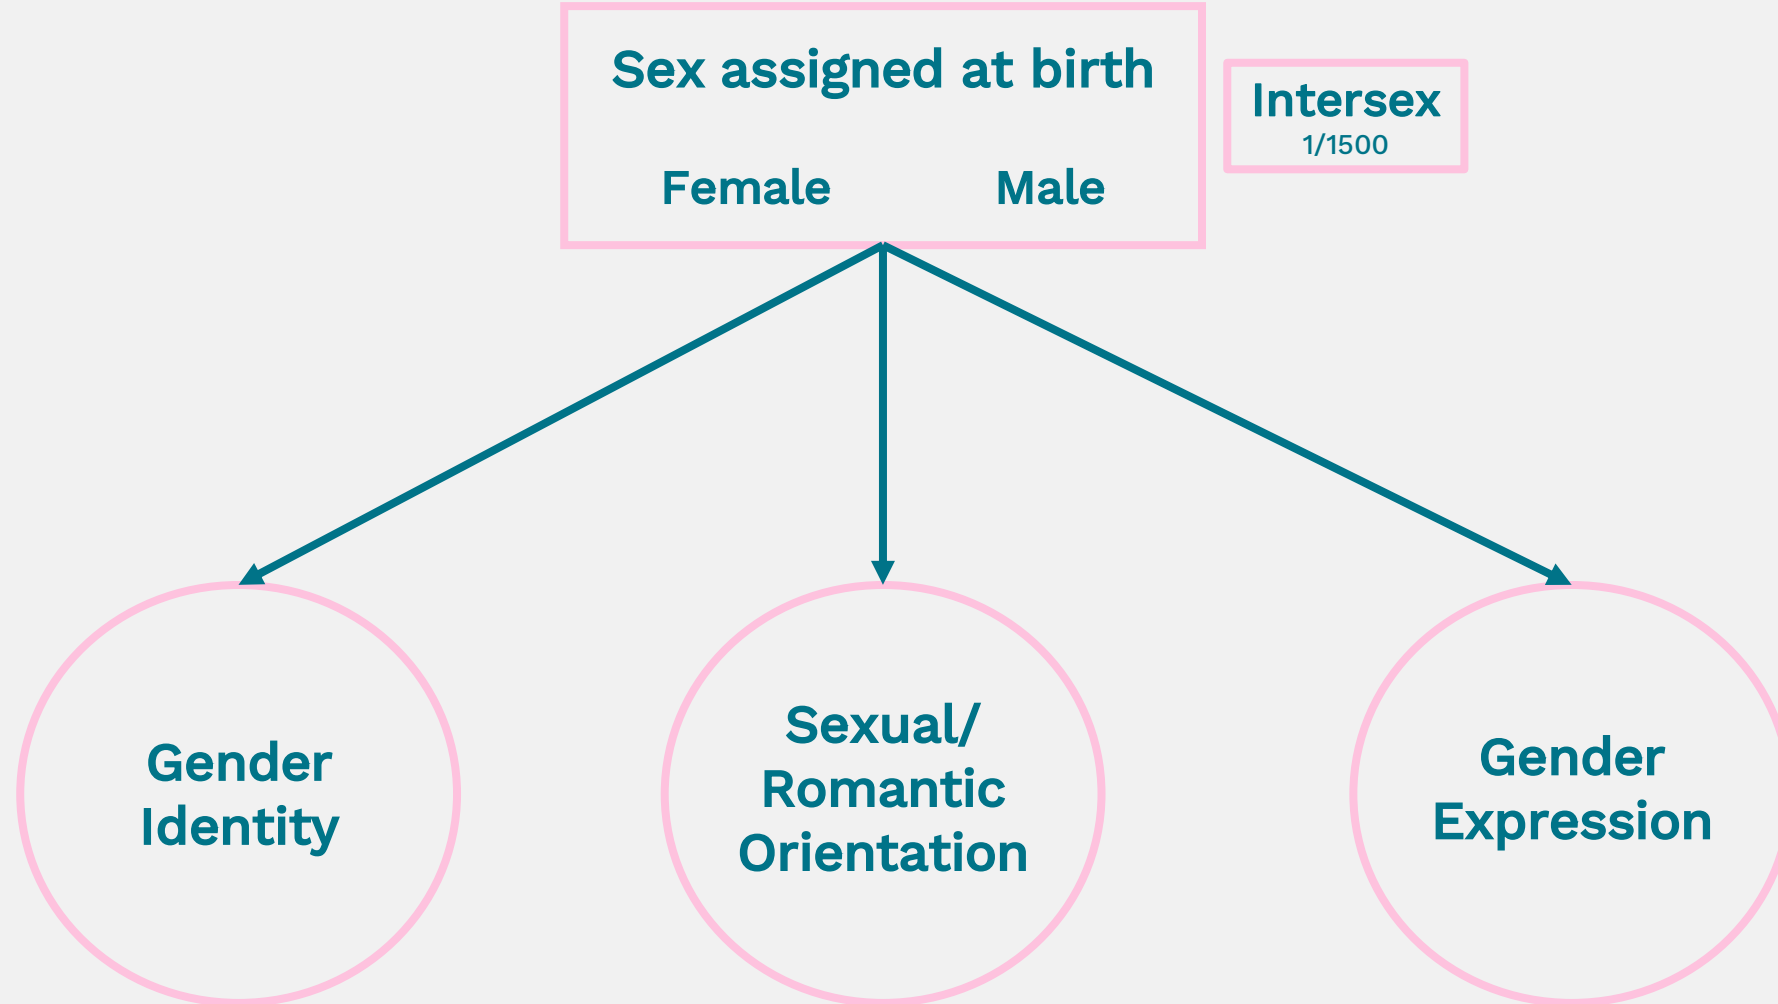 Sex assigned at birth
Female Male
Intersex
1/1500
Gender
Identity
Sexual/
Romantic
Orientation
Gender
Expression